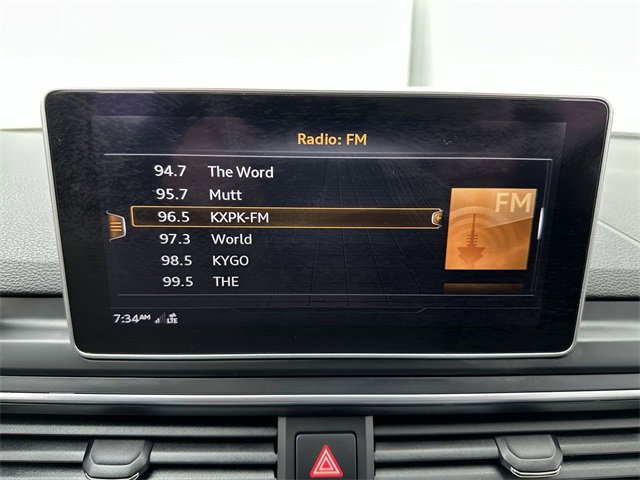 Radio: FM
94.7 The Word
95.7 Mutt
96.5 KXPK-FM
97.3 World
98.5 KYGO
99.5 THE
FM
7:34AM LTE